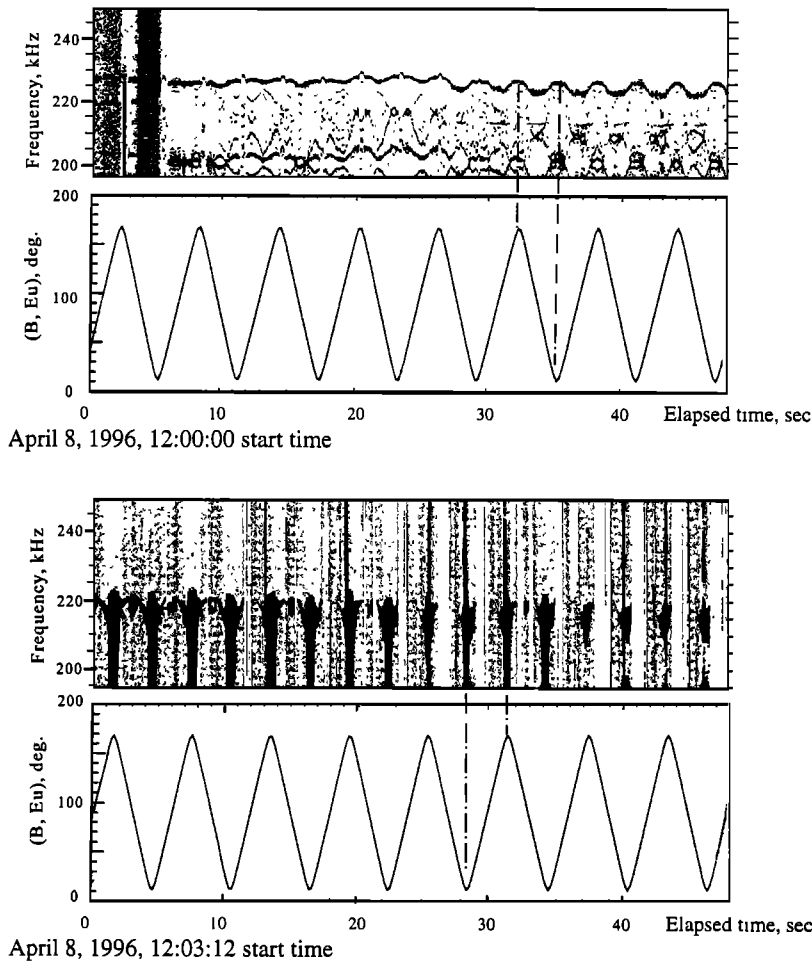 Frequency, kHz
240
220
200
(B, Eu), deg.
200
100
0
0 10 20 30 40 Elapsed time, sec
April 8, 1996, 12:00:00 start time
Frequency, kHz
240
220
200
(B, Eu), deg.
200
100
0
0 10 20 30 40 Elapsed time, sec
April 8, 1996, 12:03:12 start time